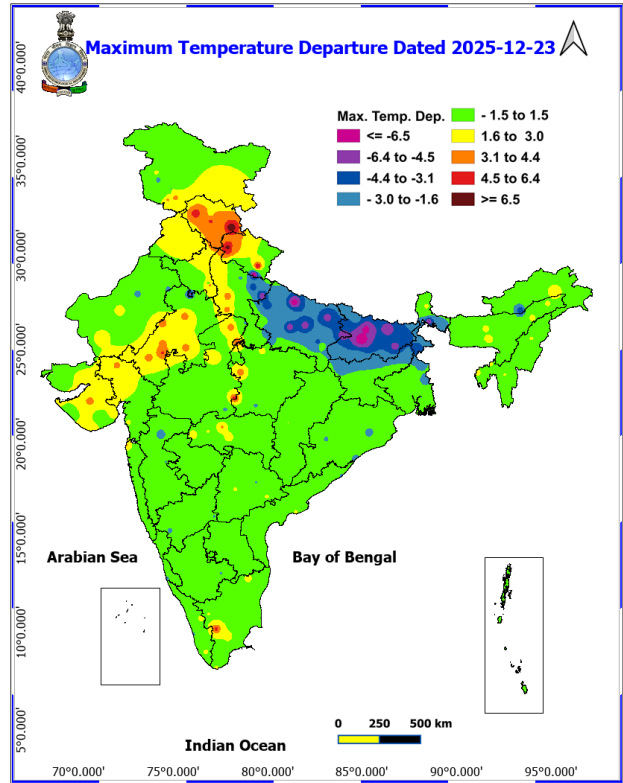 Maximum Temperature Departure Dated 2025-12-23
Max. Temp. Dep.
<= -6.5
-6.4 to -4.5
-4.4 to -3.1
- 3.0 to -1.6
- 1.5 to 1.5
1.6 to 3.0
3.1 to 4.4
4.5 to 6.4
>= 6.5
40°0.000'
35°0.000'
30°0.000'
25°0.000'
20°0.000'
15°0.000'
10°0.000'
5°0.000'
Arabian Sea
Bay of Bengal
Indian Ocean
0 250 500 km
70°0.000' 75°0.000' 80°0.000' 85°0.000' 90°0.000' 95°0.000'